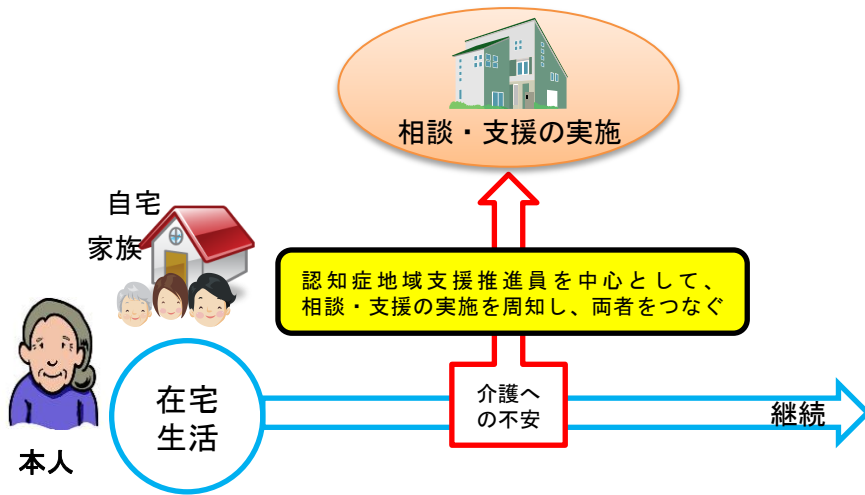 相談・支援の実施
自宅
家族
認知症地域支援推進員を中心として、
相談・支援の実施を周知し、両者をつなぐ
本人
在宅
生活
介護へ
の不安
継続